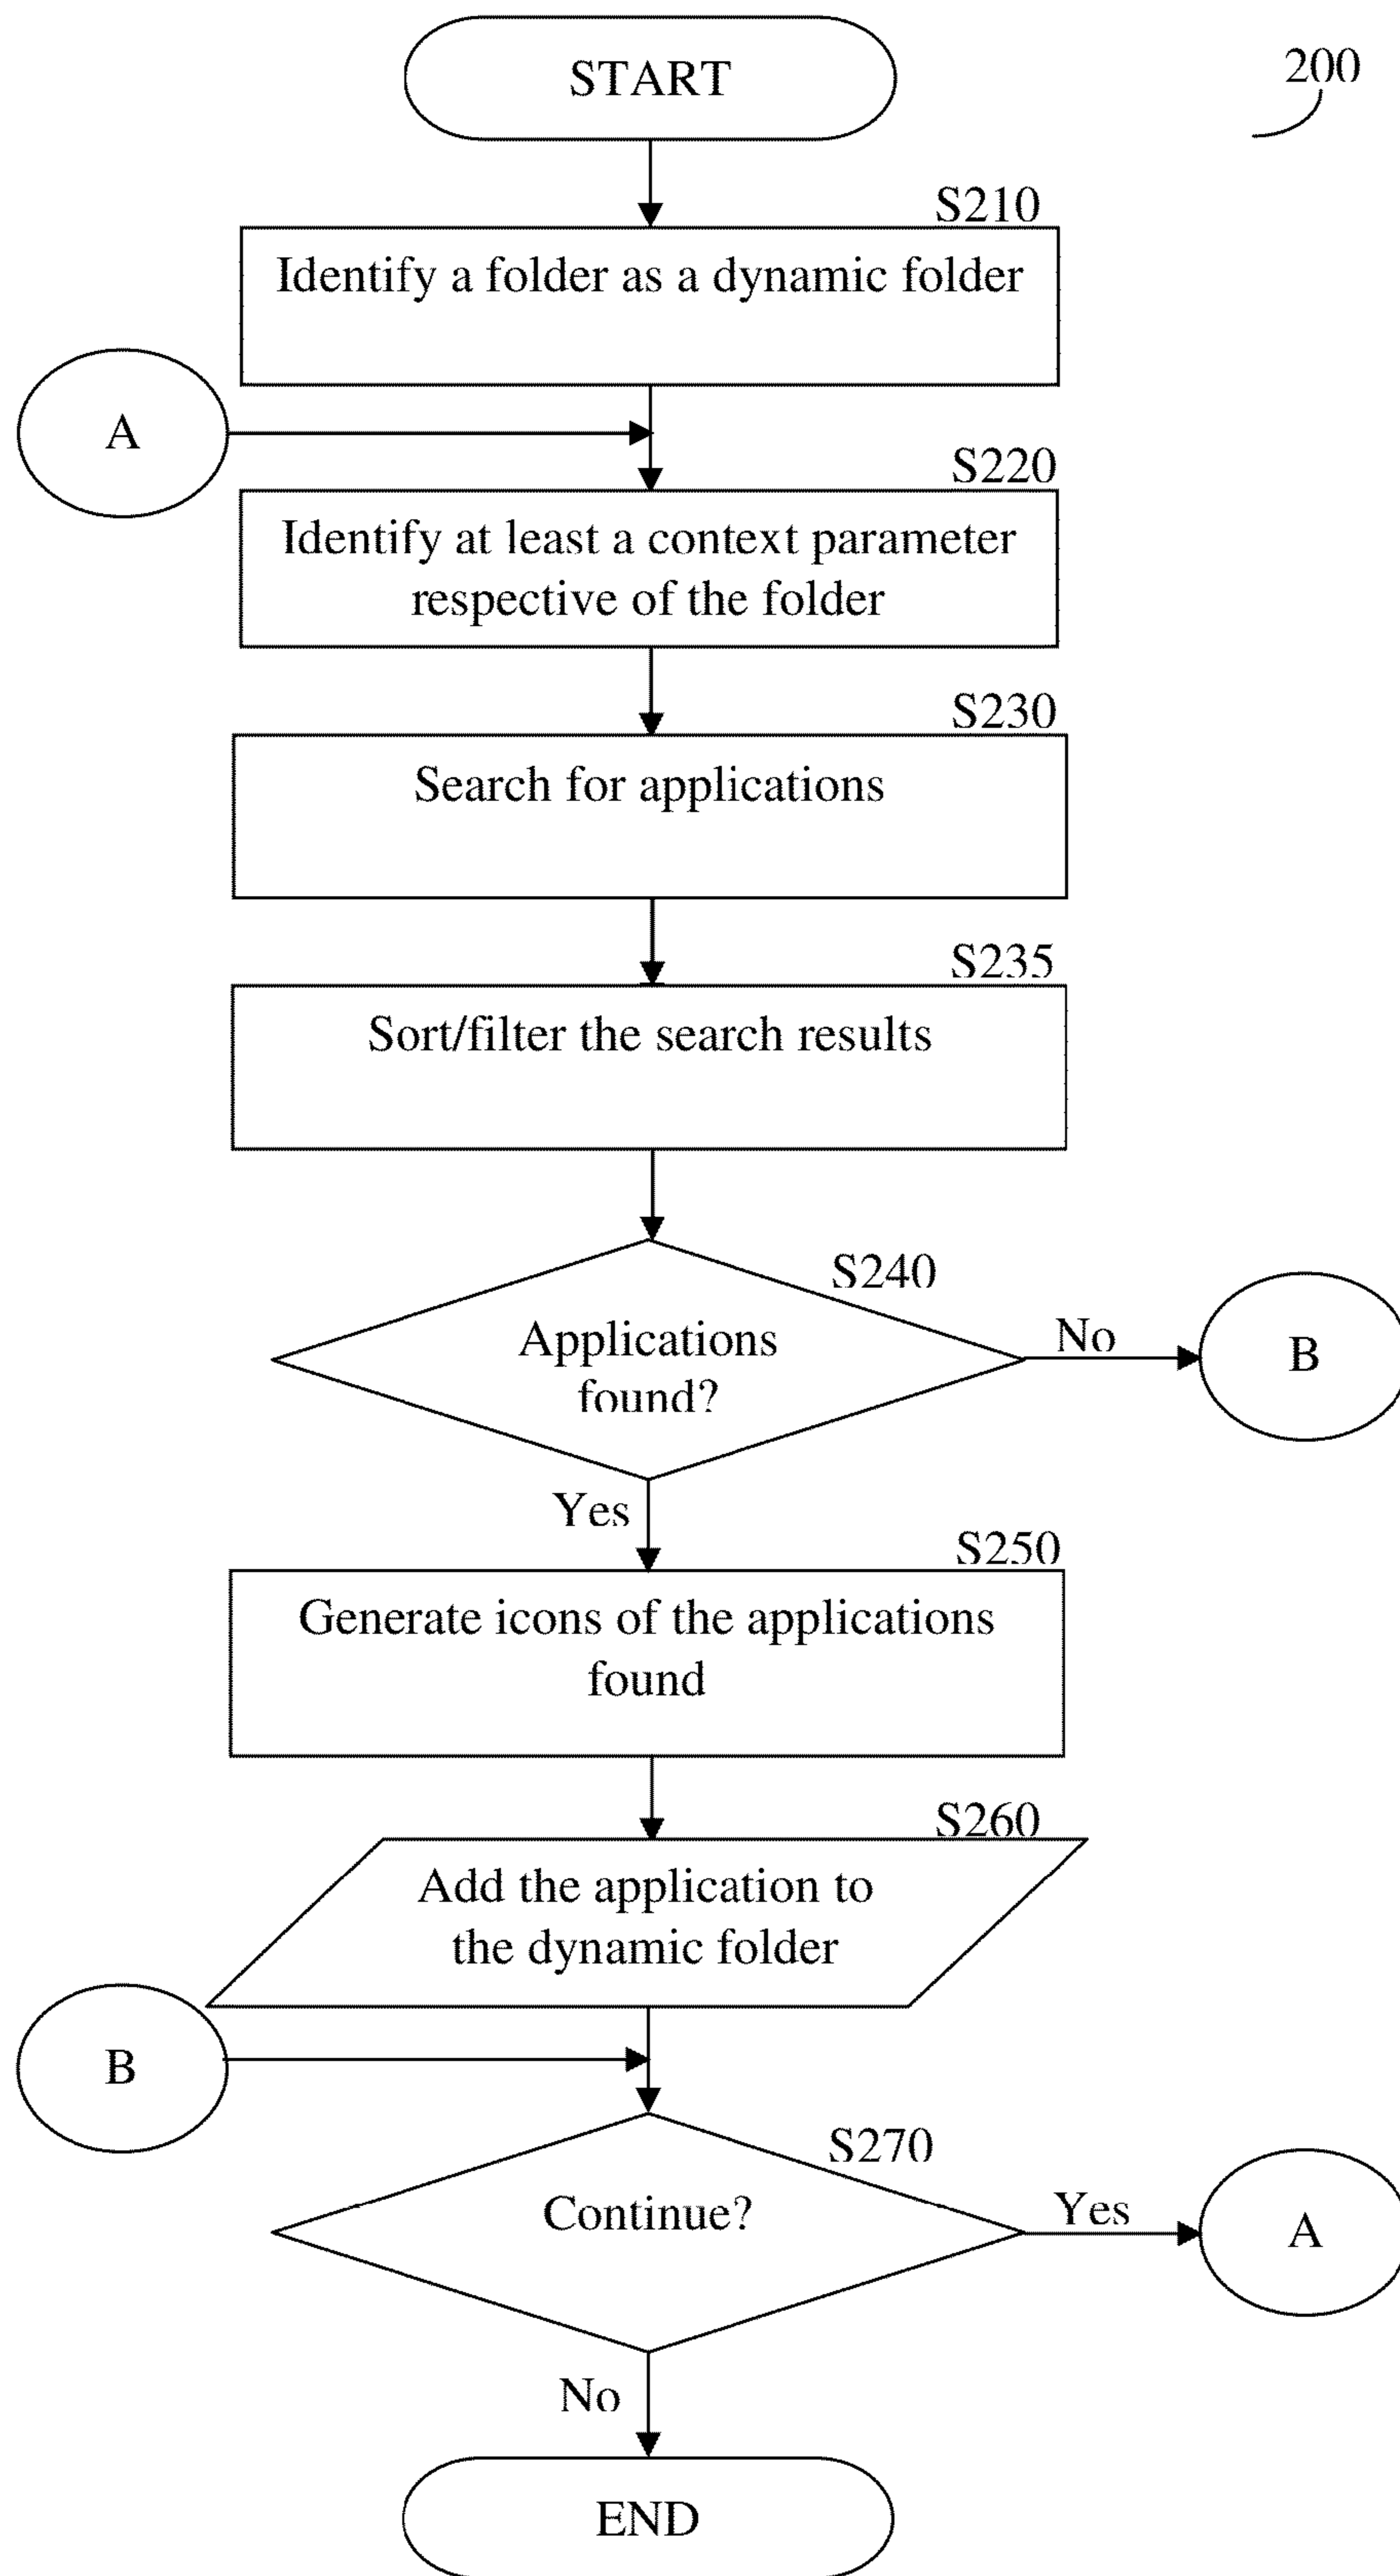 START
200
S210
Identify a folder as a dynamic folder
A
S220
Identify at least a context parameter
respective of the folder
S230
Search for applications
S235
Sort/filter the search results
S240
Applications
found?
No
B
Yes
S250
Generate icons of the applications
found
S260
Add the application to
the dynamic folder
B
S270
Continue?
Yes
A
No
END